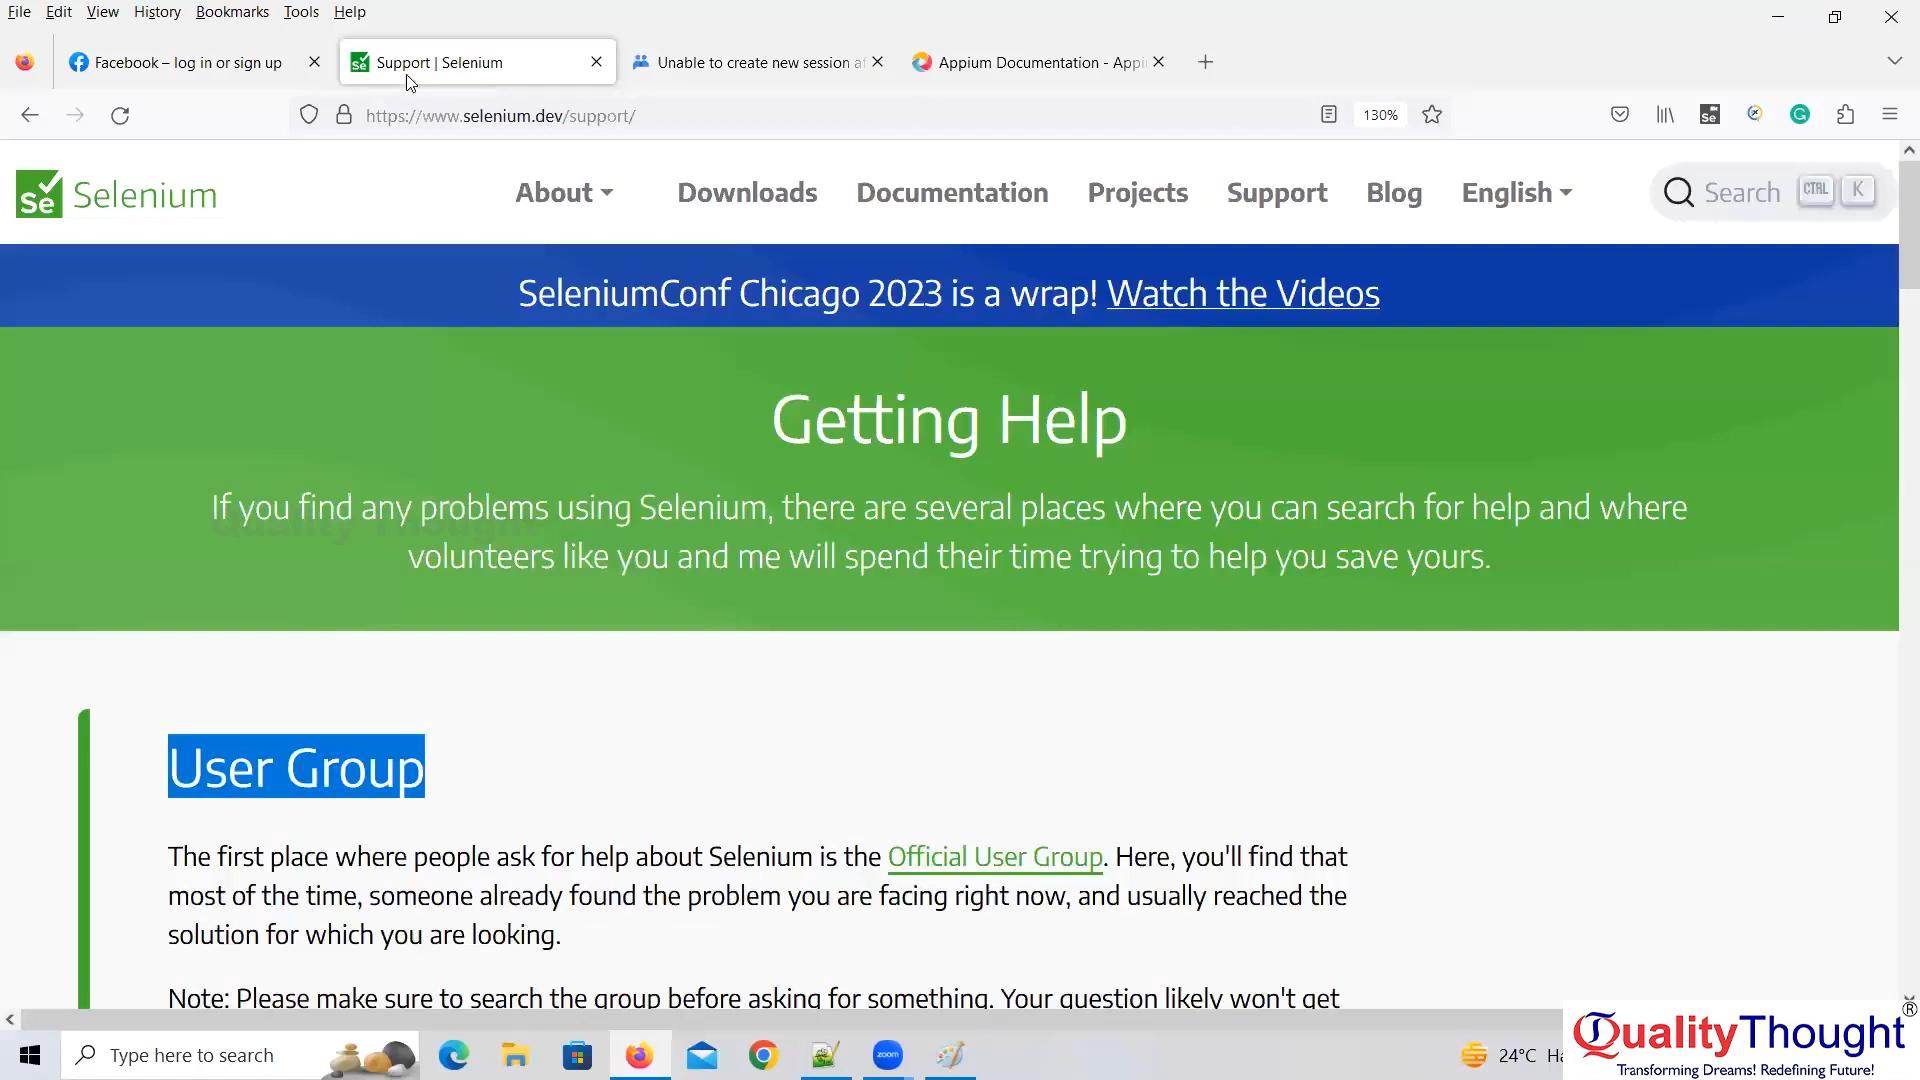 File Edit View History Bookmarks Tools Help
Facebook – log in or sign up
Support | Selenium
Unable to create new session af
Appium Documentation - Appi
https://www.selenium.dev/support/
130%
Se Selenium
About Downloads Documentation Projects Support Blog English Search CTRL K
SeleniumConf Chicago 2023 is a wrap! Watch the Videos
Getting Help
If you find any problems using Selenium, there are several places where you can search for help and where
volunteers like you and me will spend their time trying to help you save yours.
Quality Thought
User Group
The first place where people ask for help about Selenium is the Official User Group. Here, you'll find that
most of the time, someone already found the problem you are facing right now, and usually reached the
solution for which you are looking.
Note: Please make sure to search the group before asking for something. Your question likely won't get
Type here to search
zoom
24°C Ha
QualityThought ®
Transforming Dreams! Redefining Future!